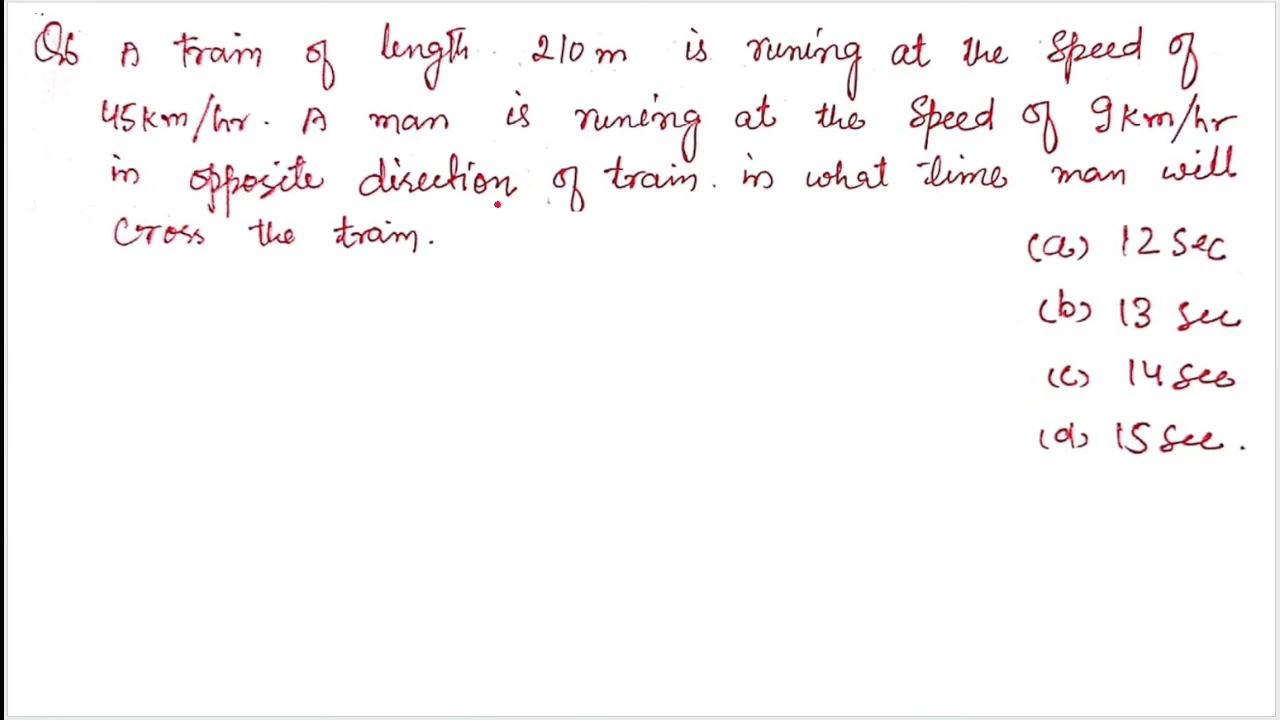 Q6 A train of length 210 m is runing at the speed of
45km/hr. A man is runing at the speed of 9km/hr
in opposite direction of train. in what time man will
cross the train.
(a) 12 sec
(b) 13 sec
(c) 14 sec
(d) 15 sec.